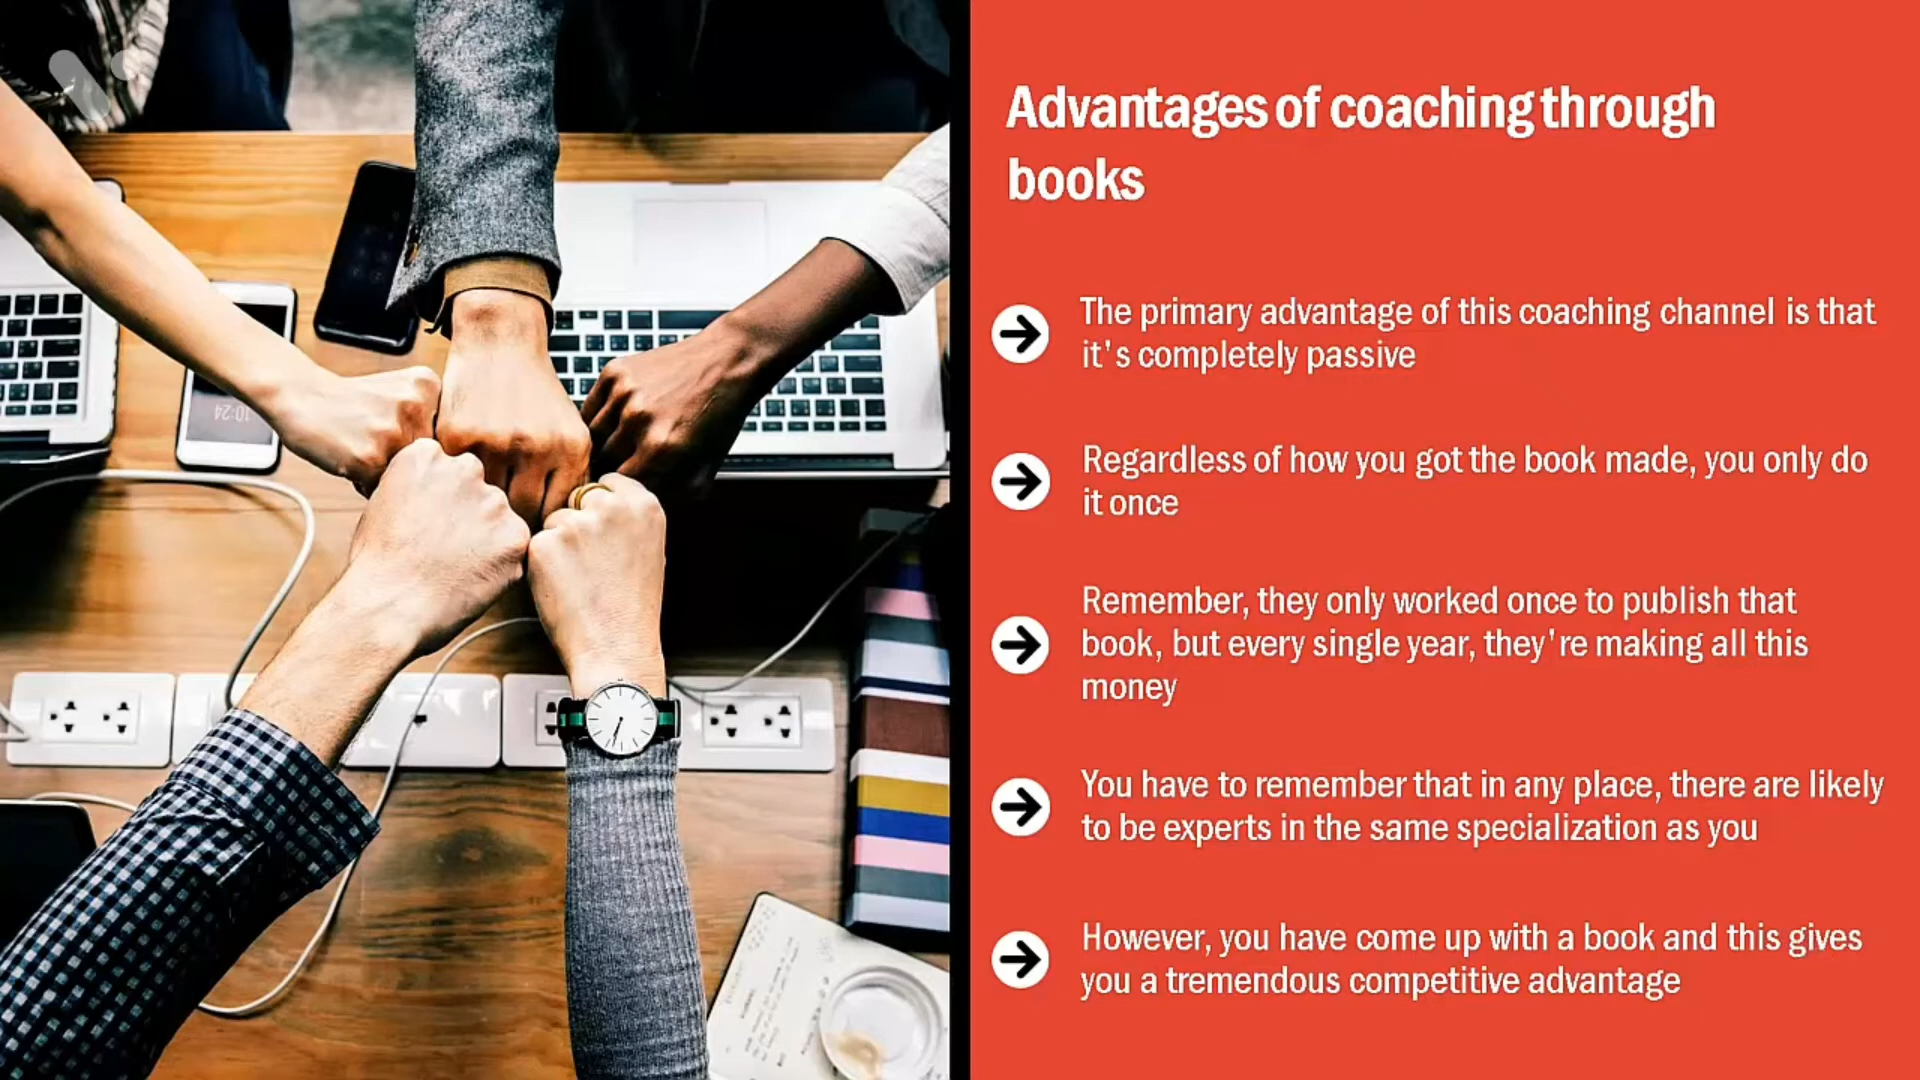 Advantages of coaching through
books
The primary advantage of this coaching channel is that
it's completely passive
Regardless of how you got the book made, you only do
it once
Remember, they only worked once to publish that
book, but every single year, they're making all this
money
You have to remember that in any place, there are likely
to be experts in the same specialization as you
However, you have come up with a book and this gives
you a tremendous competitive advantage
10:24